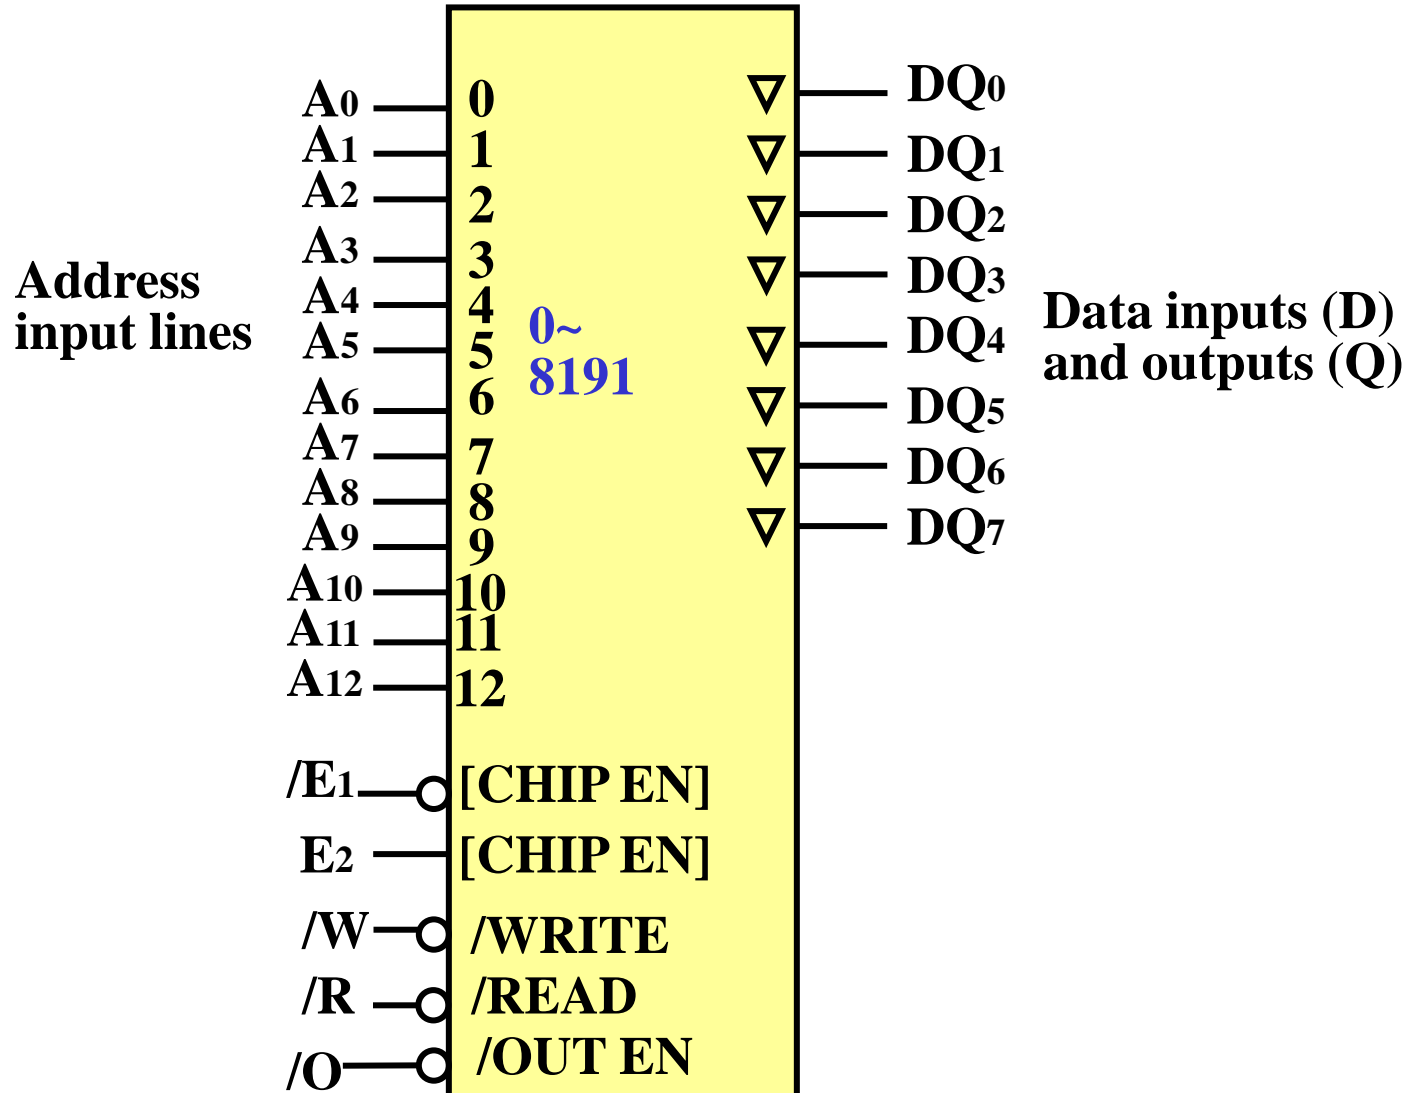 Address
input lines
A0
A1
A2
A3
A4
A5
A6
A7
A8
A9
A10
A11
A12
/E1
E2
/W
/R
/O
0
1
2
3
4
5
6
7
8
9
10
11
12
0~
8191
[CHIP EN]
[CHIP EN]
/WRITE
/READ
/OUT EN
DQ0
DQ1
DQ2
DQ3
DQ4
DQ5
DQ6
DQ7
Data inputs (D)
and outputs (Q)